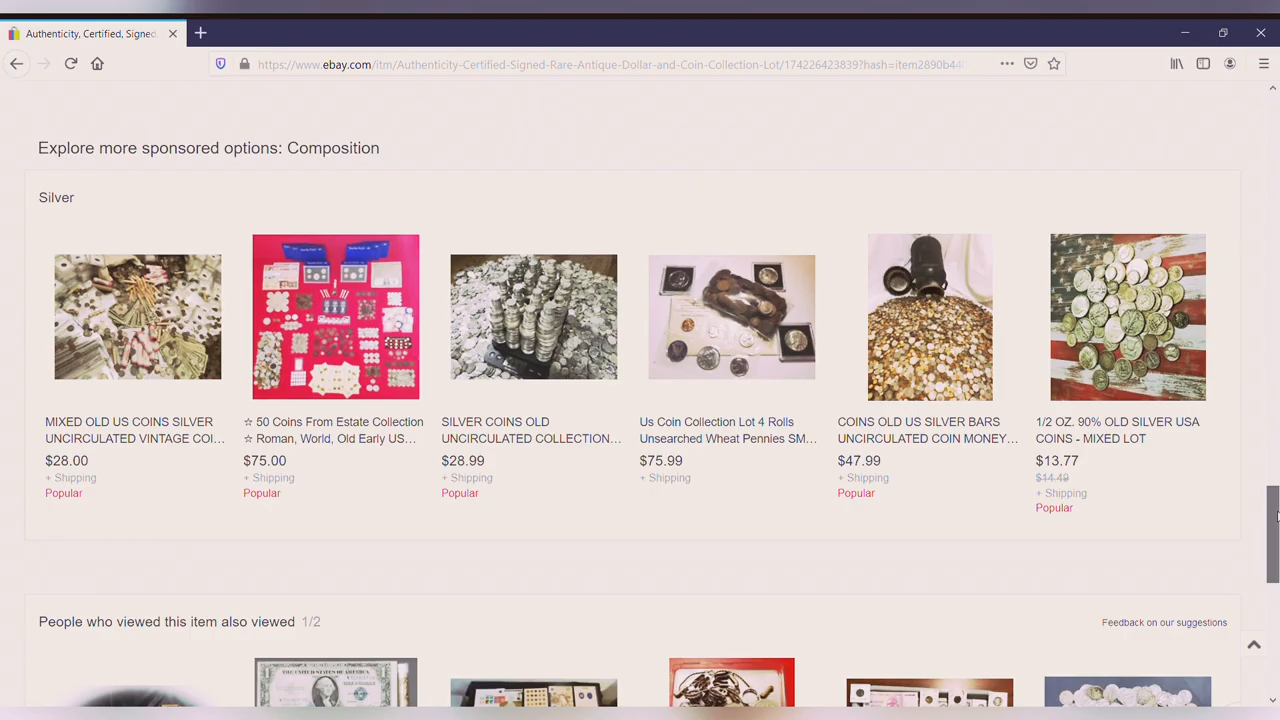 Authenticity, Certified, Signed,
https://www.ebay.com/itm/Authenticity-Certified-Signed-Rare-Antique-Dollar-and-Coin-Collection-Lot/174226423839?hash=item2890b44
Explore more sponsored options: Composition
Silver
MIXED OLD US COINS SILVER
UNCIRCULATED VINTAGE COI…
$28.00
+ Shipping
Popular
☆ 50 Coins From Estate Collection
☆ Roman, World, Old Early US…
$75.00
+ Shipping
Popular
SILVER COINS OLD
UNCIRCULATED COLLECTION…
$28.99
+ Shipping
Popular
Us Coin Collection Lot 4 Rolls
Unsearched Wheat Pennies SM…
$75.99
+ Shipping
COINS OLD US SILVER BARS
UNCIRCULATED COIN MONEY…
$47.99
+ Shipping
Popular
1/2 OZ. 90% OLD SILVER USA
COINS - MIXED LOT
$13.77
$14.49
+ Shipping
Popular
People who viewed this item also viewed 1/2
Feedback on our suggestions
THE UNITED STATES OF AMERICA